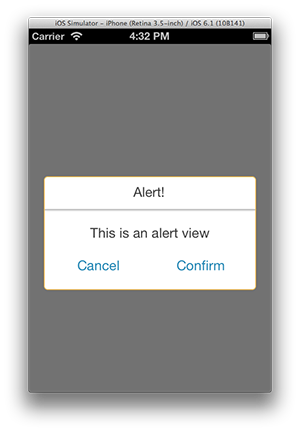 iOS Simulator - iPhone (Retina 3.5-inch) / iOS 6.1 (10B141)
Carrier 4:32 PM
Alert!
This is an alert view
Cancel Confirm